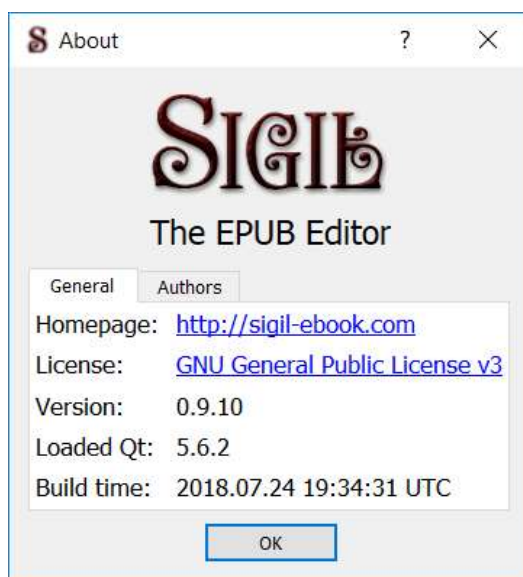 About
SIGIL
The EPUB Editor
General Authors
Homepage: http://sigil-ebook.com
License: GNU General Public License v3
Version: 0.9.10
Loaded Qt: 5.6.2
Build time: 2018.07.24 19:34:31 UTC
OK